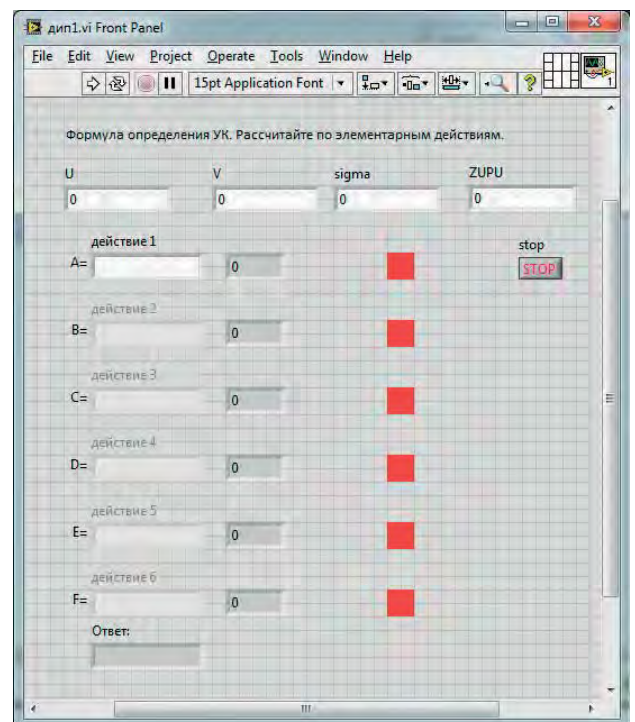 дип1.vi Front Panel
File Edit View Project Operate Tools Window Help
15pt Application Font
1
Формула определения УК. Рассчитайте по элементарным действиям.
U V sigma ZUPU
0 0 0 0
действие 1 stop
A= 0 STOP
действие 2
B= 0
действие 3
C= 0
действие 4
D= 0
действие 5
E= 0
действие 6
F= 0
Ответ: